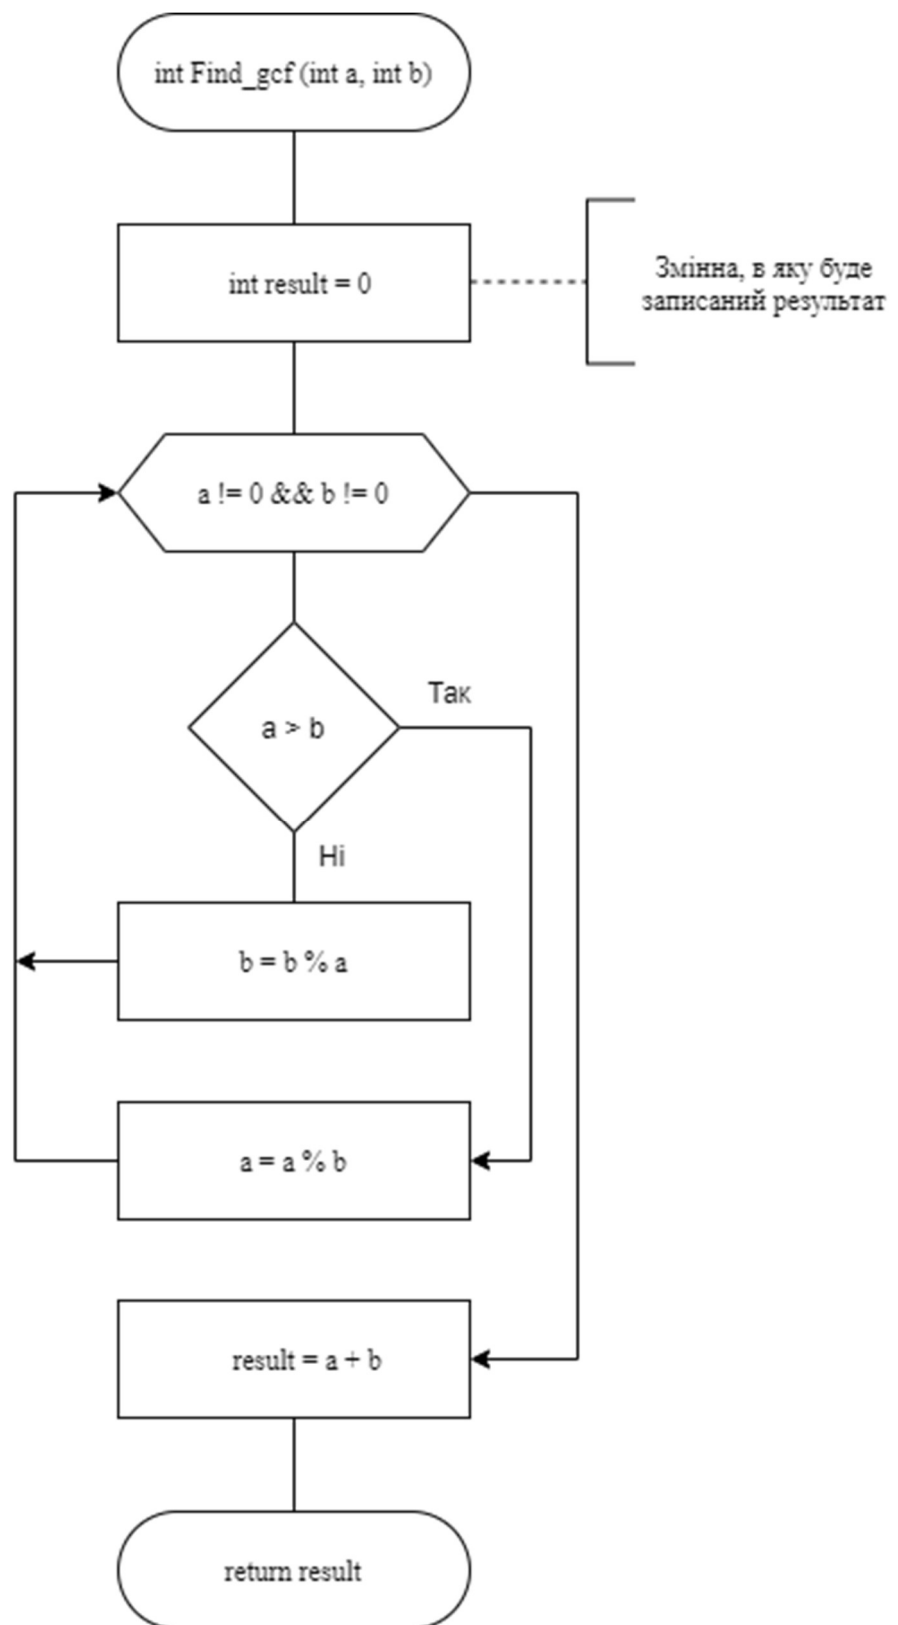 int Find_gcf (int a, int b)
int result = 0
Змінна, в яку буде
записаний результат
a != 0 && b != 0
Так
a > b
Ні
b = b % a
a = a % b
result = a + b
return result